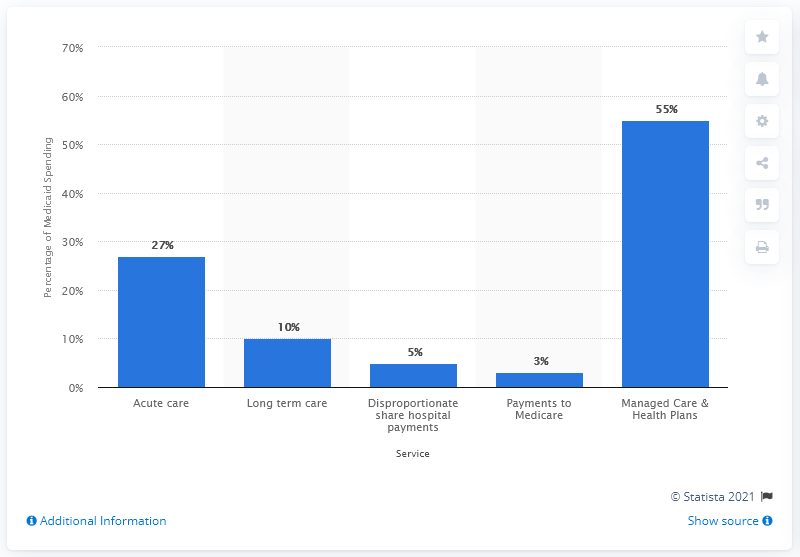 70%
60%
50%
40%
30%
20%
10%
0%
Percentage of Medicaid Spending
27%
10%
5%
3%
55%
Acute care
Long term care
Disproportionate
share hospital
payments
Payments to
Medicare
Managed Care &
Health Plans
Service
© Statista 2021
Additional Information
Show source